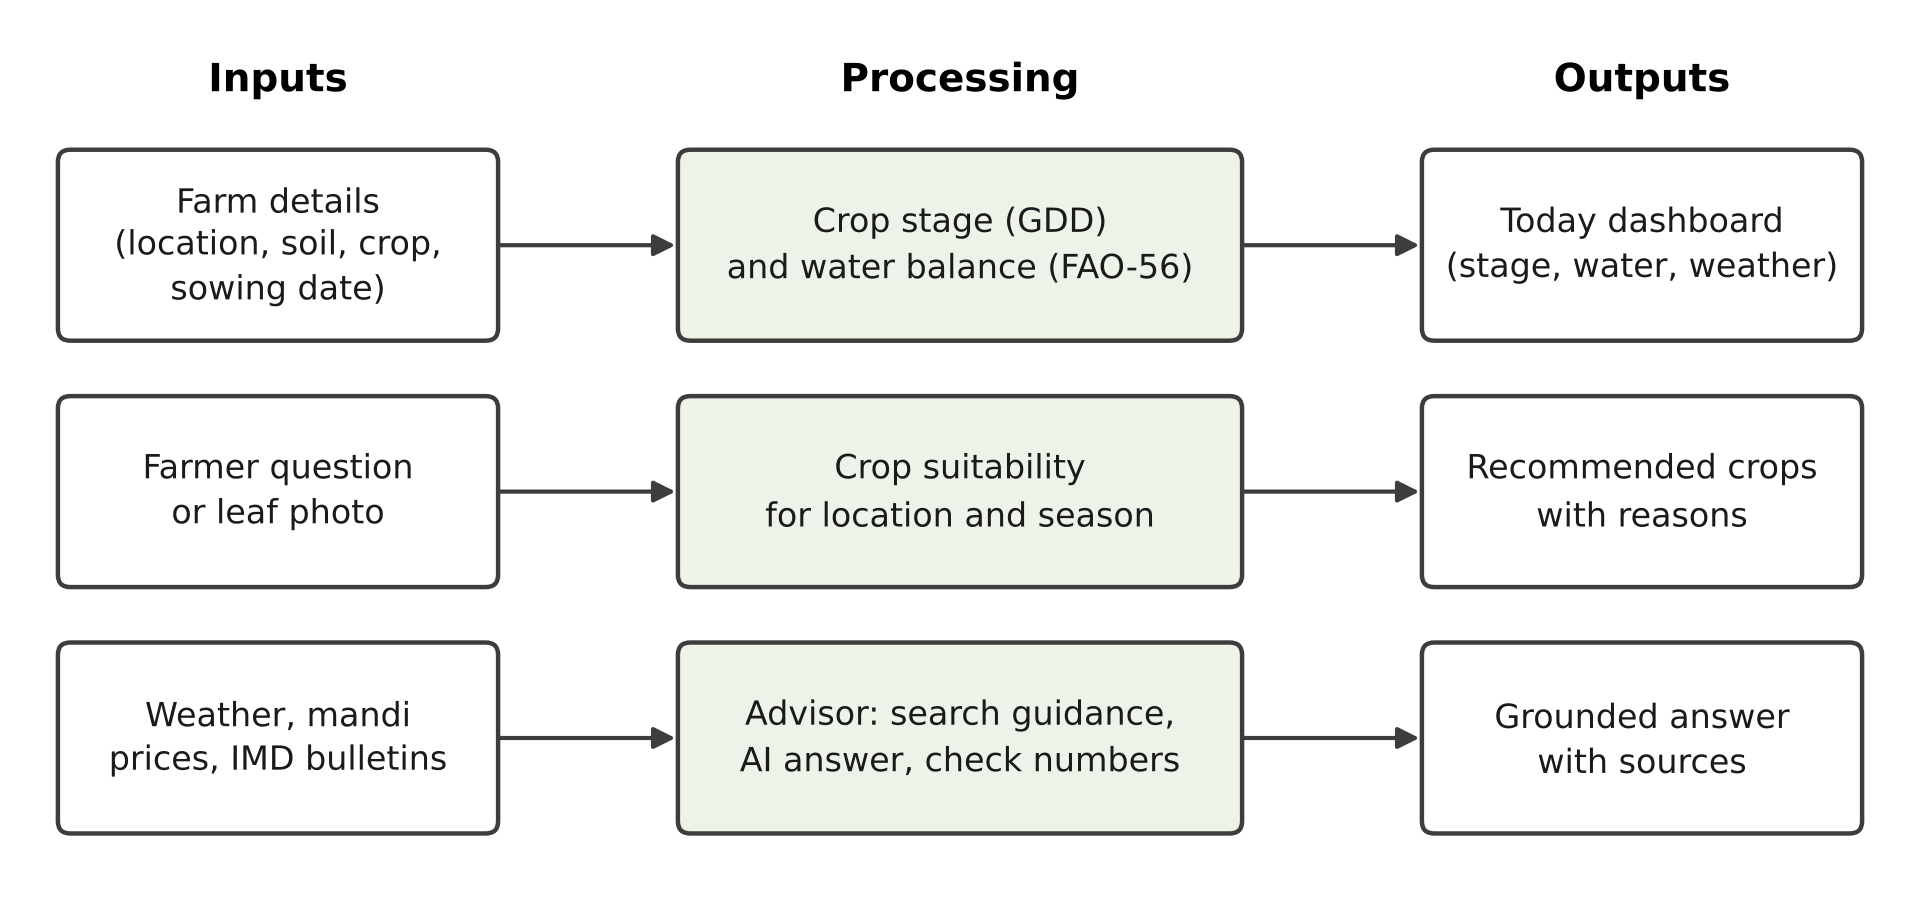 Inputs
Processing
Outputs
Farm details
(location, soil, crop,
sowing date)
Crop stage (GDD)
and water balance (FAO-56)
Today dashboard
(stage, water, weather)
Farmer question
or leaf photo
Crop suitability
for location and season
Recommended crops
with reasons
Weather, mandi
prices, IMD bulletins
Advisor: search guidance,
AI answer, check numbers
Grounded answer
with sources